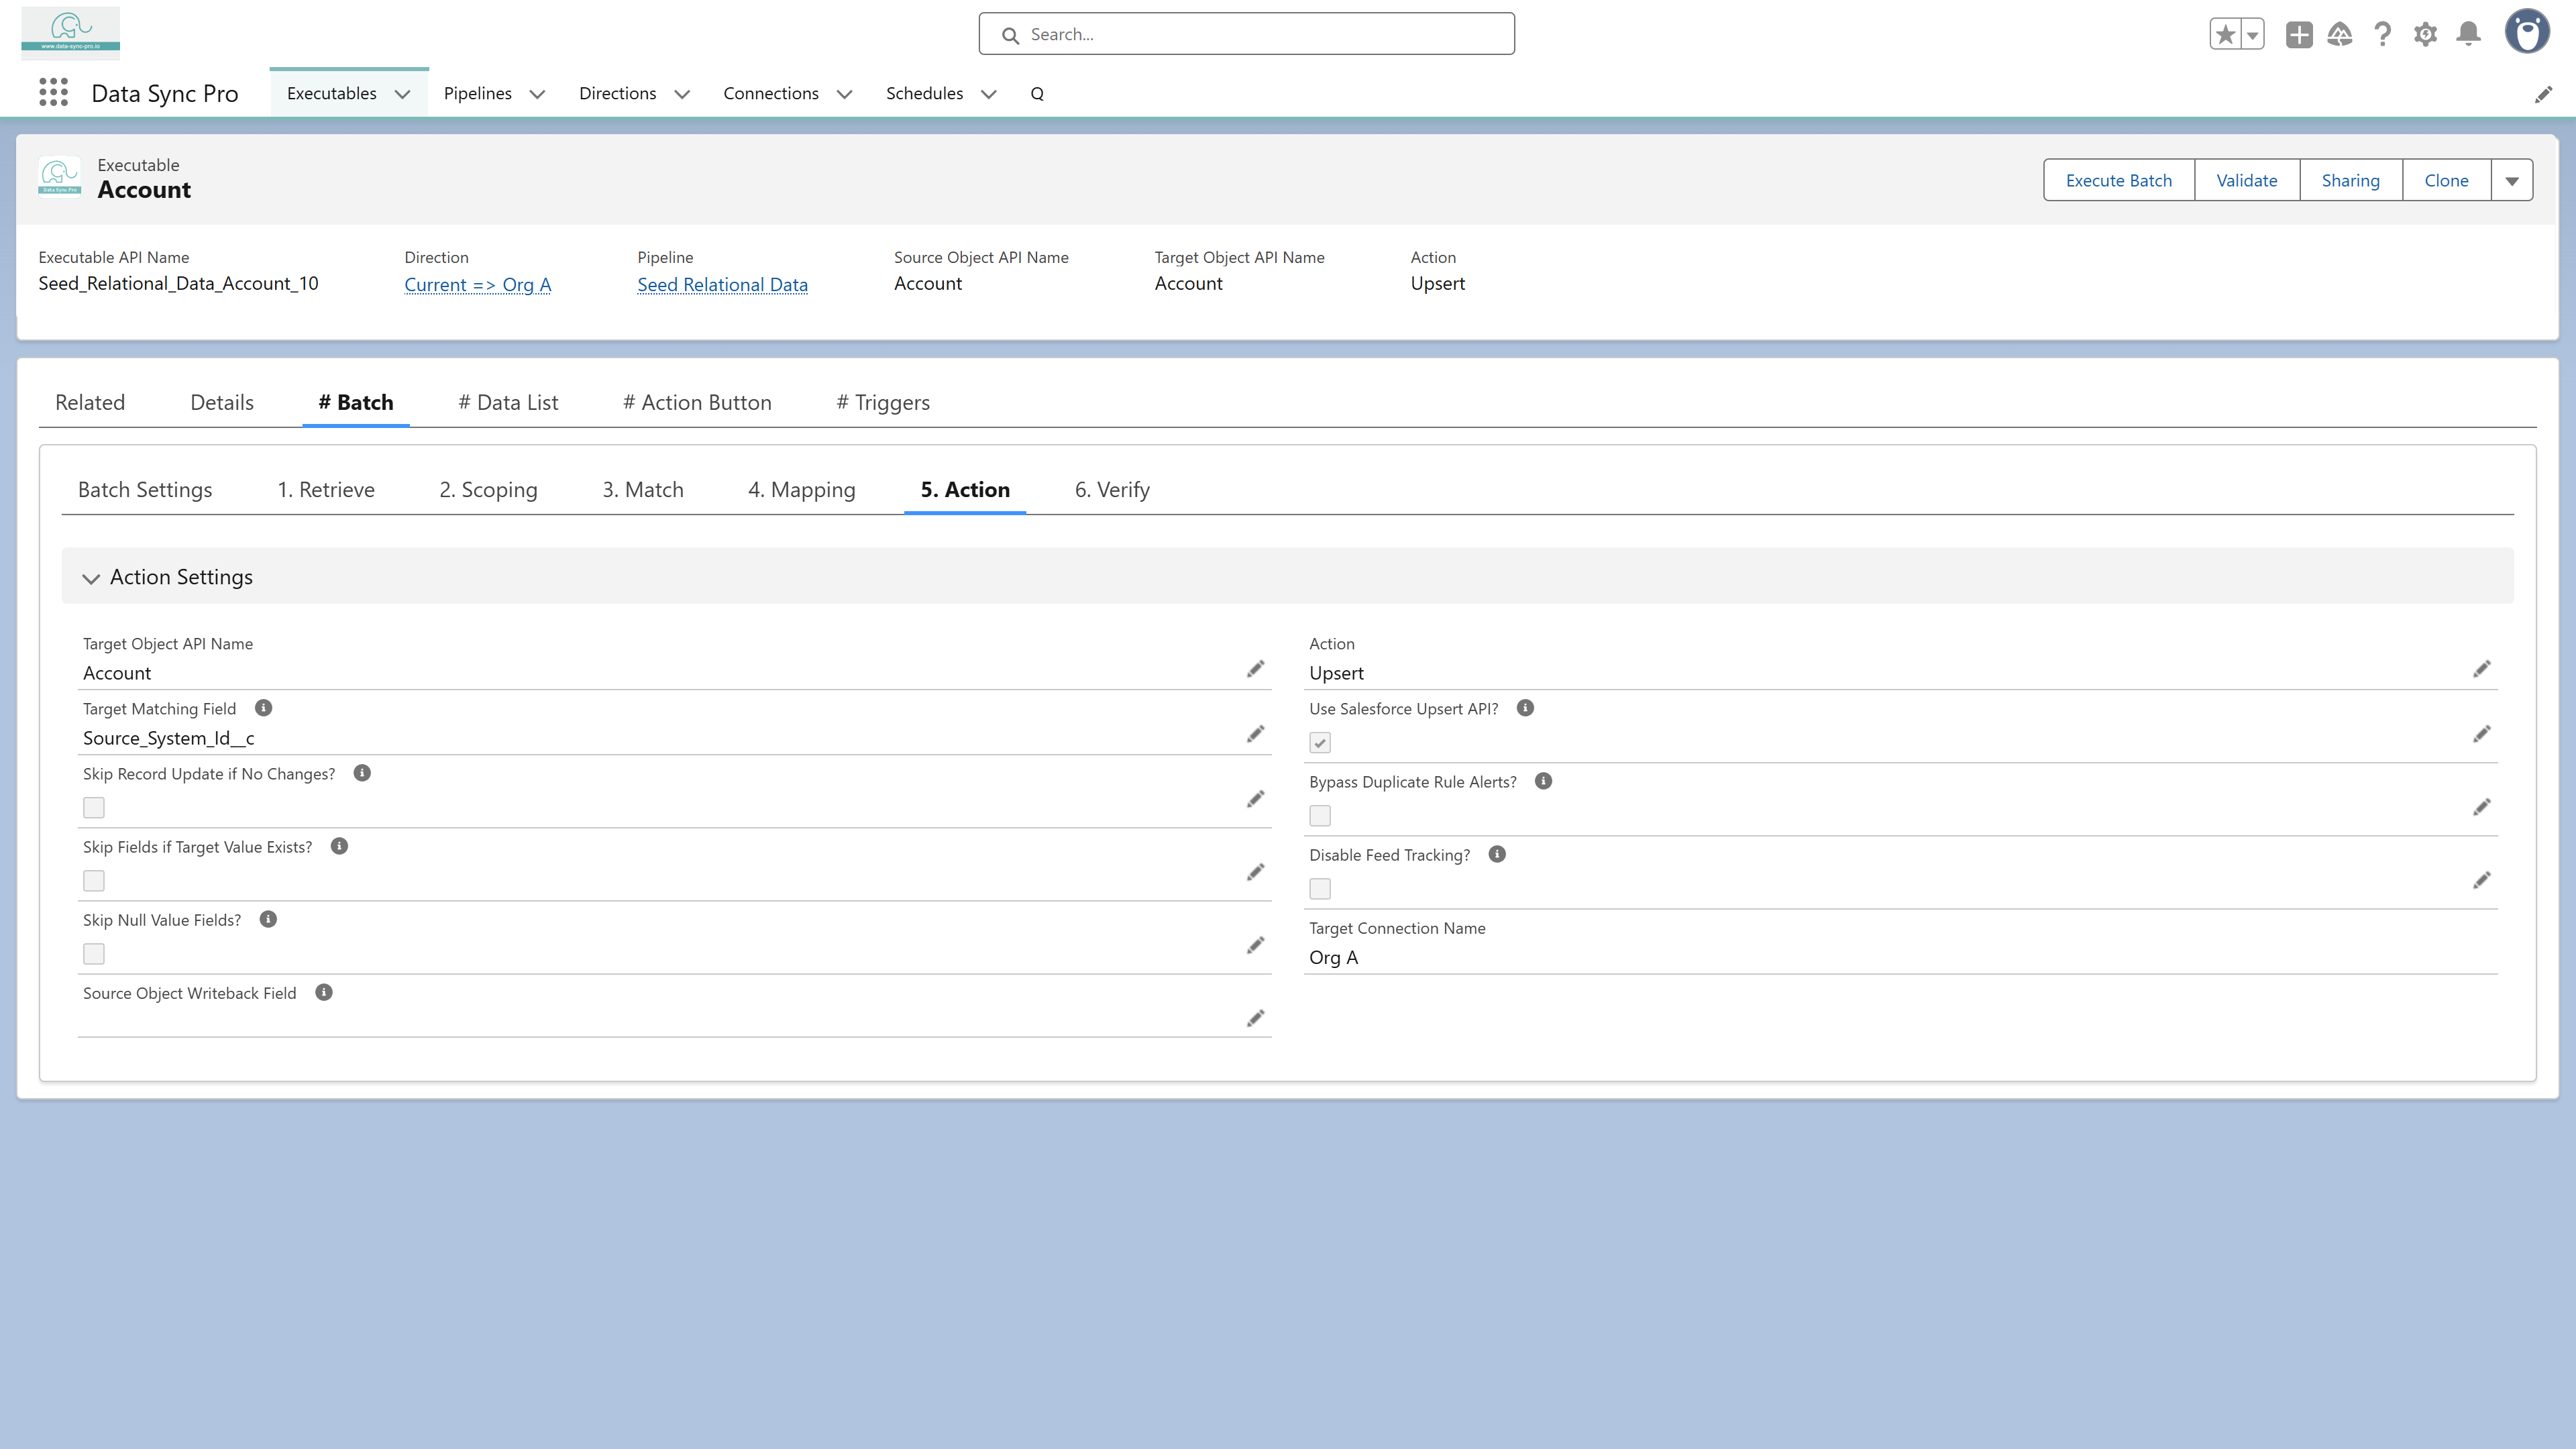 www.data-sync-pro.io
Search...
Data Sync Pro
Executables
Pipelines
Directions
Connections
Schedules
Q
Data Sync Pro
Executable
Account
Execute Batch
Validate
Sharing
Clone
Executable API Name
Seed_Relational_Data_Account_10
Direction
Current => Org A
Pipeline
Seed Relational Data
Source Object API Name
Account
Target Object API Name
Account
Action
Upsert
Related
Details
# Batch
# Data List
# Action Button
# Triggers
Batch Settings
1. Retrieve
2. Scoping
3. Match
4. Mapping
5. Action
6. Verify
Action Settings
Target Object API Name
Account
Action
Upsert
Target Matching Field
Source_System_Id__c
Use Salesforce Upsert API?
Skip Record Update if No Changes?
Bypass Duplicate Rule Alerts?
Skip Fields if Target Value Exists?
Disable Feed Tracking?
Skip Null Value Fields?
Target Connection Name
Org A
Source Object Writeback Field